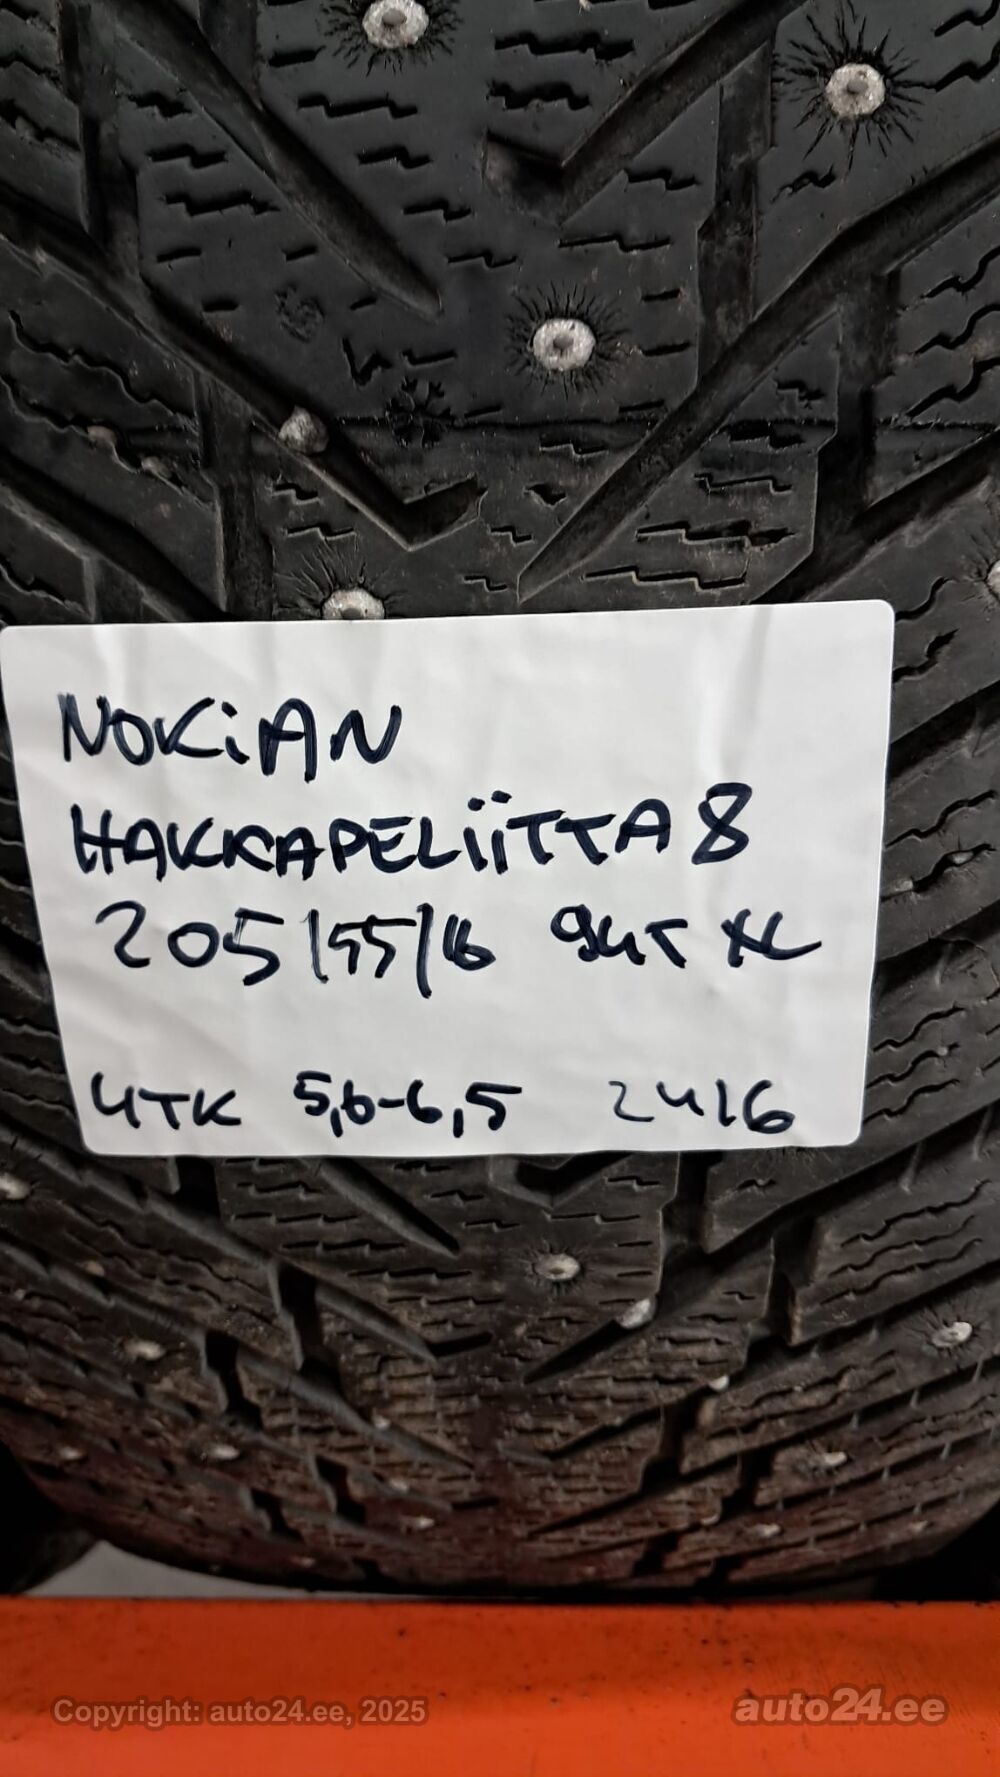 NOKiAN
HAKKAPELiiTTA 8
205/55/16 94T XL
4TK 5,6-6,5 2416
Copyright: auto24.ee, 2025
auto24.ee